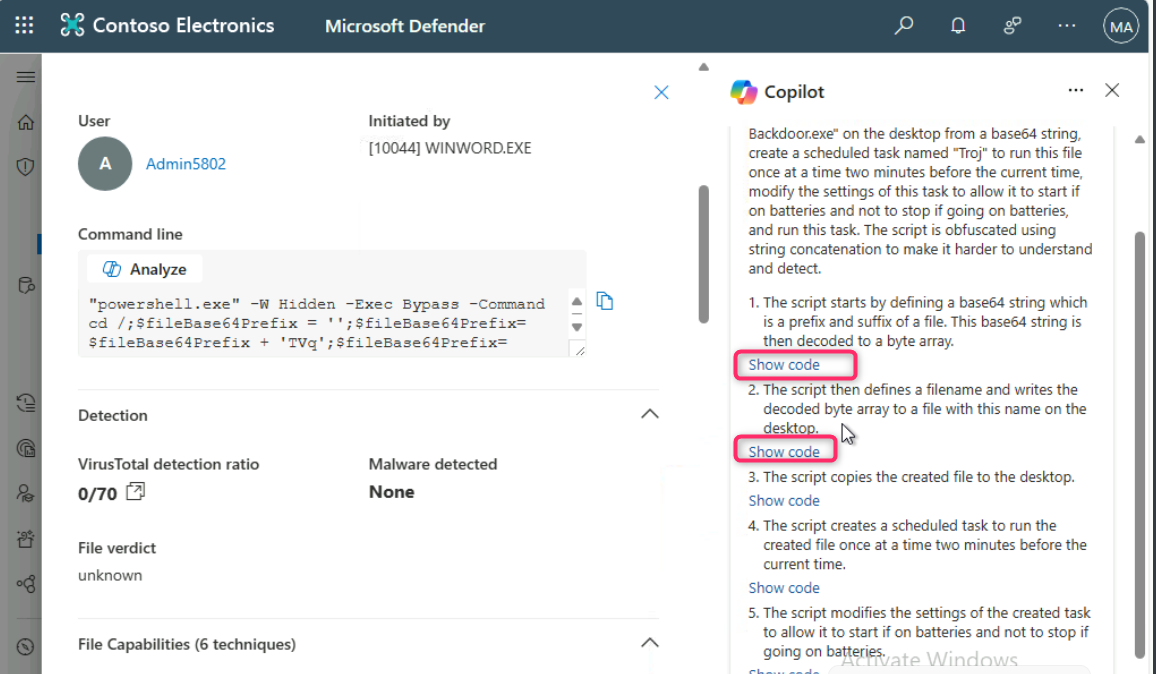 Contoso Electronics
Microsoft Defender
MA
User
A
Admin5802
Initiated by
[10044] WINWORD.EXE
Command line
Analyze
"powershell.exe" -W Hidden -Exec Bypass -Command
cd /;$fileBase64Prefix = '';$fileBase64Prefix=
$fileBase64Prefix + 'TVq';$fileBase64Prefix=
Detection
VirusTotal detection ratio
0/70
Malware detected
None
File verdict
unknown
File Capabilities (6 techniques)
Copilot
Backdoor.exe" on the desktop from a base64 string,
create a scheduled task named "Troj" to run this file
once at a time two minutes before the current time,
modify the settings of this task to allow it to start if
on batteries and not to stop if going on batteries,
and run this task. The script is obfuscated using
string concatenation to make it harder to understand
and detect.
1. The script starts by defining a base64 string which
is a prefix and suffix of a file. This base64 string is
then decoded to a byte array.
Show code
2. The script then defines a filename and writes the
decoded byte array to a file with this name on the
desktop.
Show code
3. The script copies the created file to the desktop.
Show code
4. The script creates a scheduled task to run the
created file once at a time two minutes before the
current time.
Show code
5. The script modifies the settings of the created task
to allow it to start if on batteries and not to stop if
going on batteries.
Show code
Activate Windows